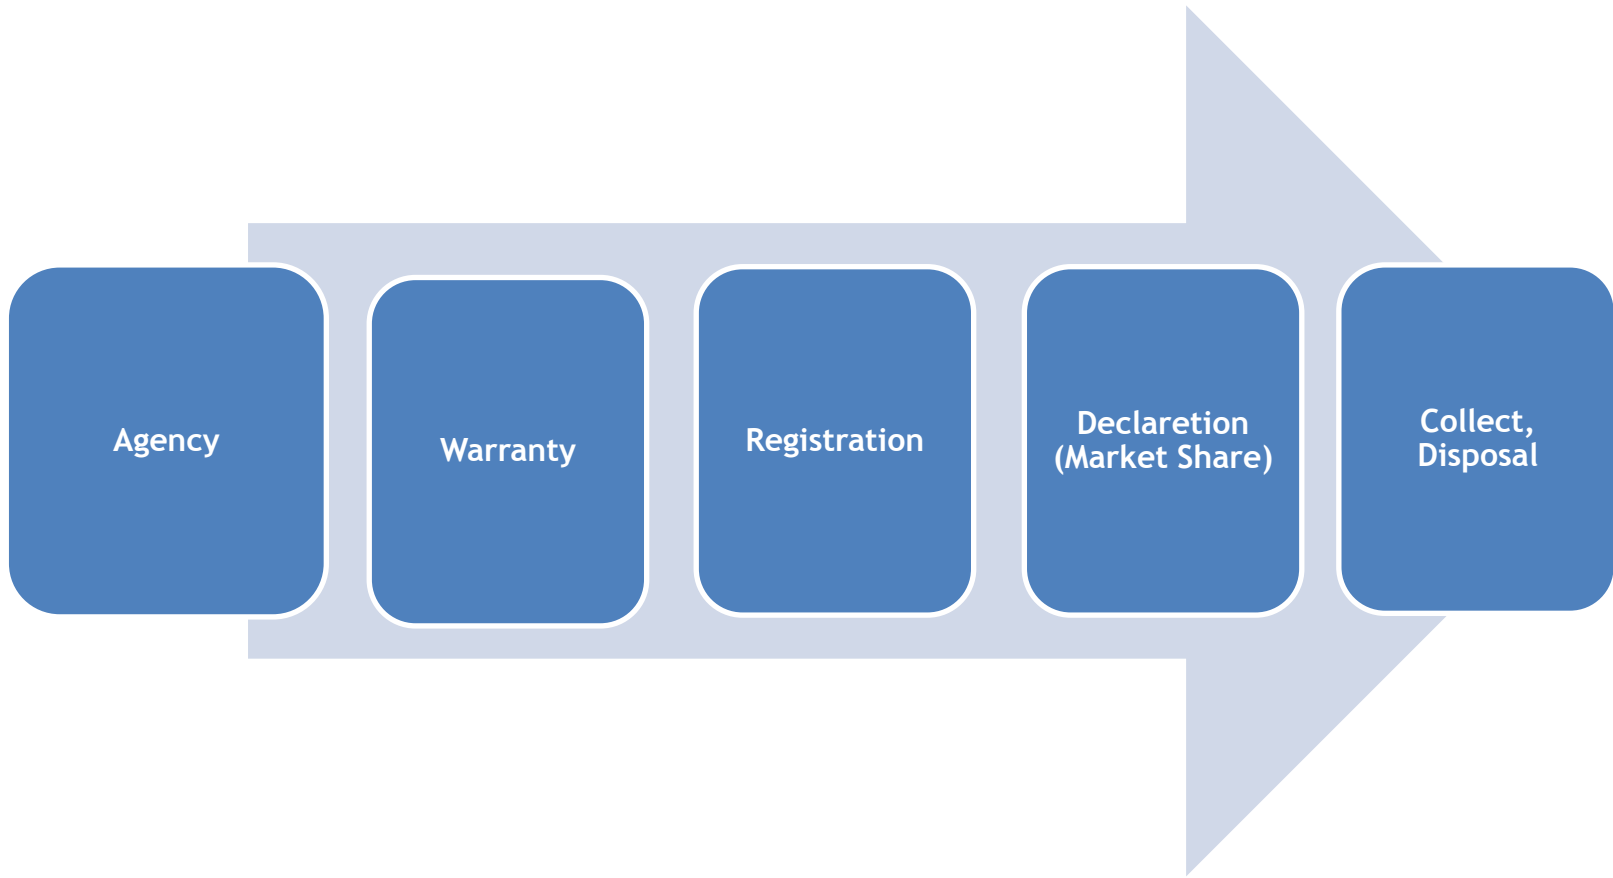 Agency
Warranty
Registration
Declaretion
(Market Share)
Collect,
Disposal